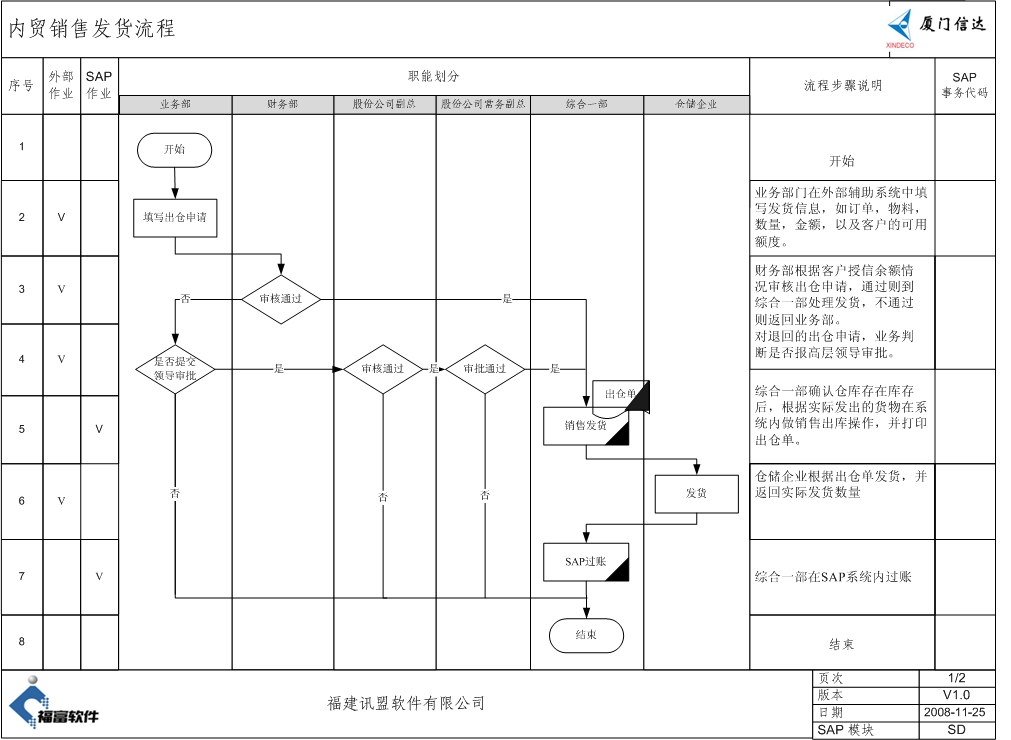 内贸销售发货流程
厦门信达
XINDECO
序号
外部
作业
SAP
作业
职能划分
流程步骤说明
SAP
事务代码
业务部
财务部
股份公司副总
股份公司常务副总
综合一部
仓储企业
1
开始
开始
2
V
填写出仓申请
业务部门在外部辅助系统中填
写发货信息，如订单，物料，
数量，金额，以及客户的可用
额度。
3
V
否
审核通过
是
财务部根据客户授信余额情
况审核出仓申请，通过则到
综合一部处理发货，不通过
则返回业务部。
对退回的出仓申请，业务判
断是否报高层领导审批。
4
V
是否提交
领导审批
是
审核通过
是
审批通过
是
出仓单
5
V
销售发货
综合一部确认仓库存在库存
后，根据实际发出的货物在系
统内做销售出库操作，并打印
出仓单。
6
V
否
否
否
发货
仓储企业根据出仓单发货，并
返回实际发货数量
7
V
SAP过账
综合一部在SAP系统内过账
8
结束
结束
福富软件
福建讯盟软件有限公司
页次
1/2
版本
V1.0
日期
2008-11-25
SAP 模块
SD